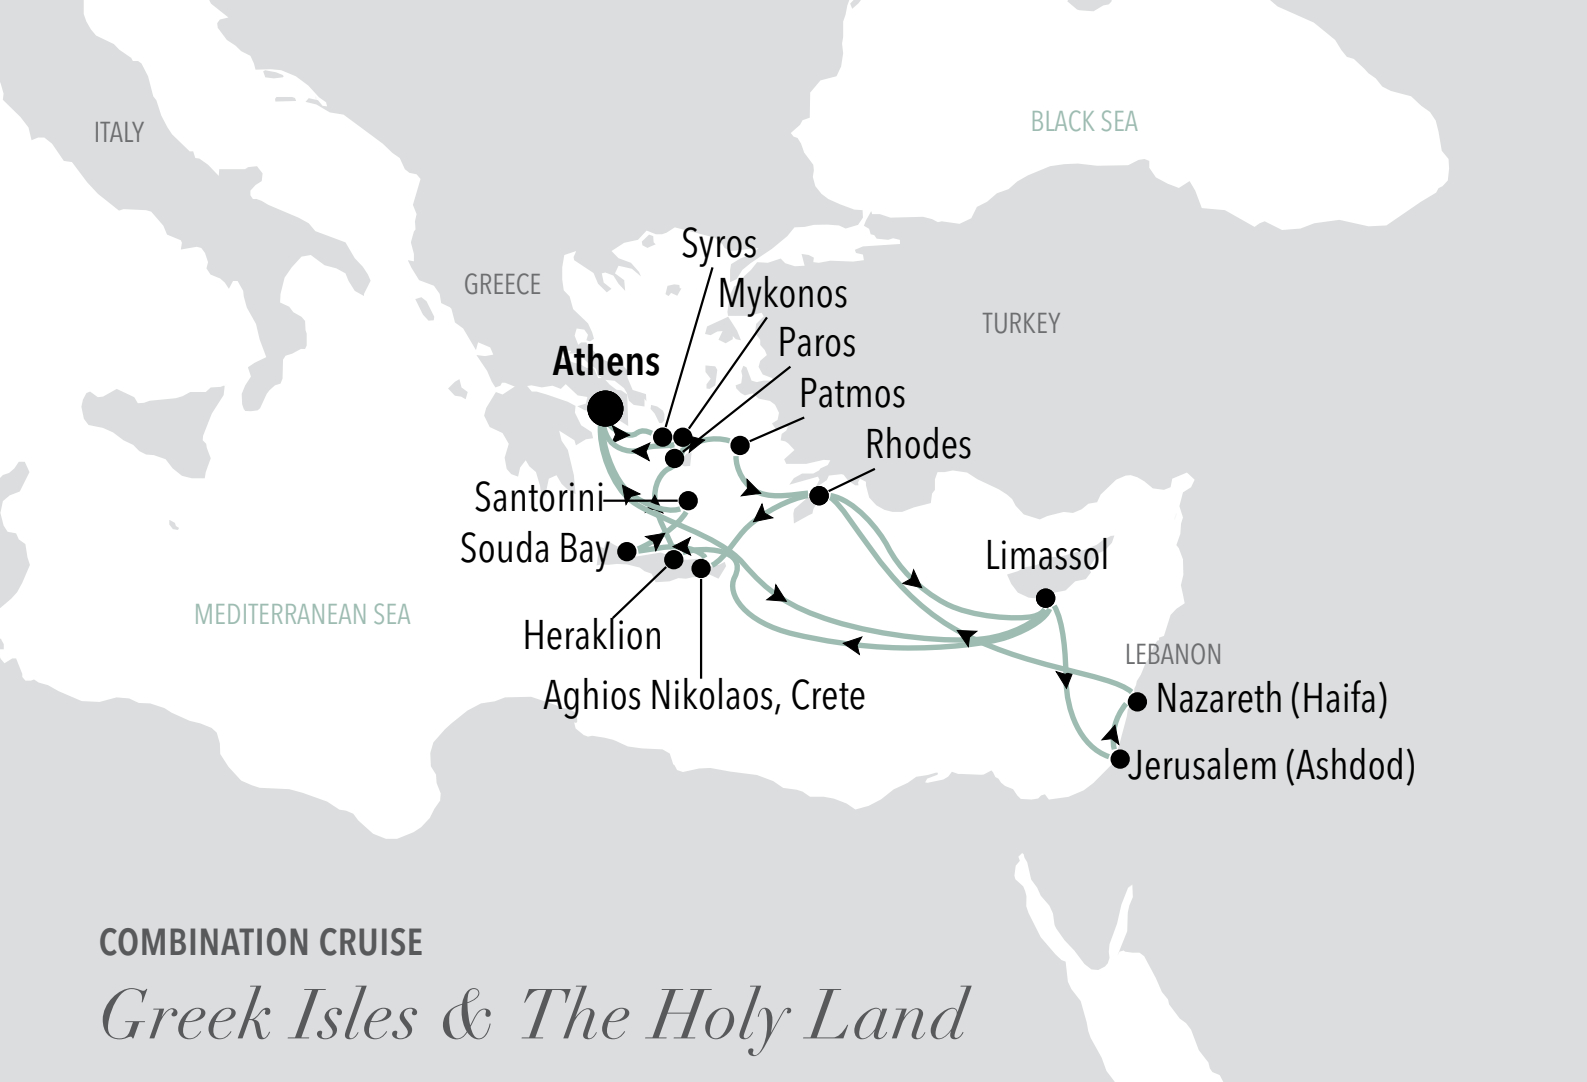 ITALY
BLACK SEA
Syros
GREECE
Mykonos
TURKEY
Paros
Athens
Patmos
Rhodes
Santorini
Souda Bay
Limassol
MEDITERRANEAN SEA
Heraklion
LEBANON
Aghios Nikolaos, Crete
Nazareth (Haifa)
Jerusalem (Ashdod)
COMBINATION CRUISE
Greek Isles & The Holy Land